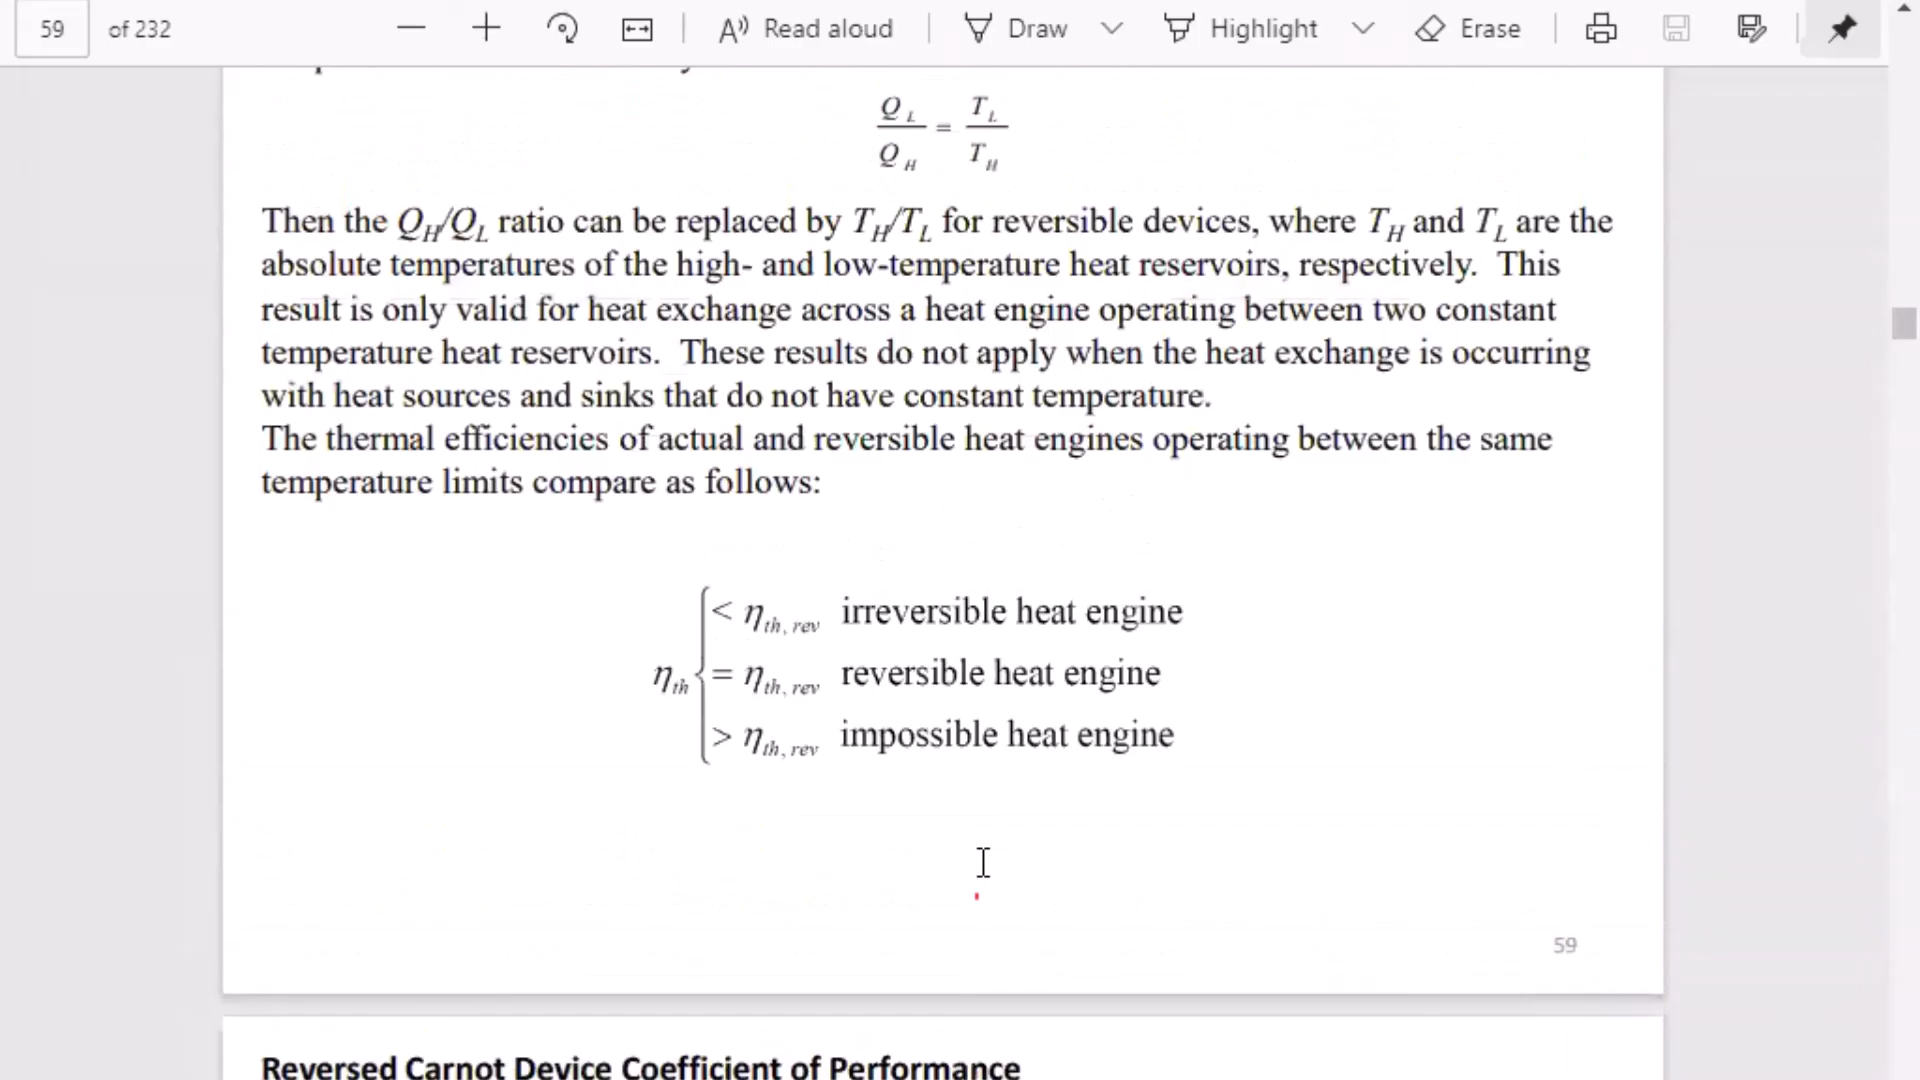 59 of 232 Read aloud Draw Highlight Erase
Q_L / Q_H = T_L / T_H
Then the Q_H/Q_L ratio can be replaced by T_H/T_L for reversible devices, where T_H and T_L are the
absolute temperatures of the high- and low-temperature heat reservoirs, respectively. This
result is only valid for heat exchange across a heat engine operating between two constant
temperature heat reservoirs. These results do not apply when the heat exchange is occurring
with heat sources and sinks that do not have constant temperature.
The thermal efficiencies of actual and reversible heat engines operating between the same
temperature limits compare as follows:
< η_th, rev irreversible heat engine
η_th { = η_th, rev reversible heat engine
> η_th, rev impossible heat engine
59
Reversed Carnot Device Coefficient of Performance